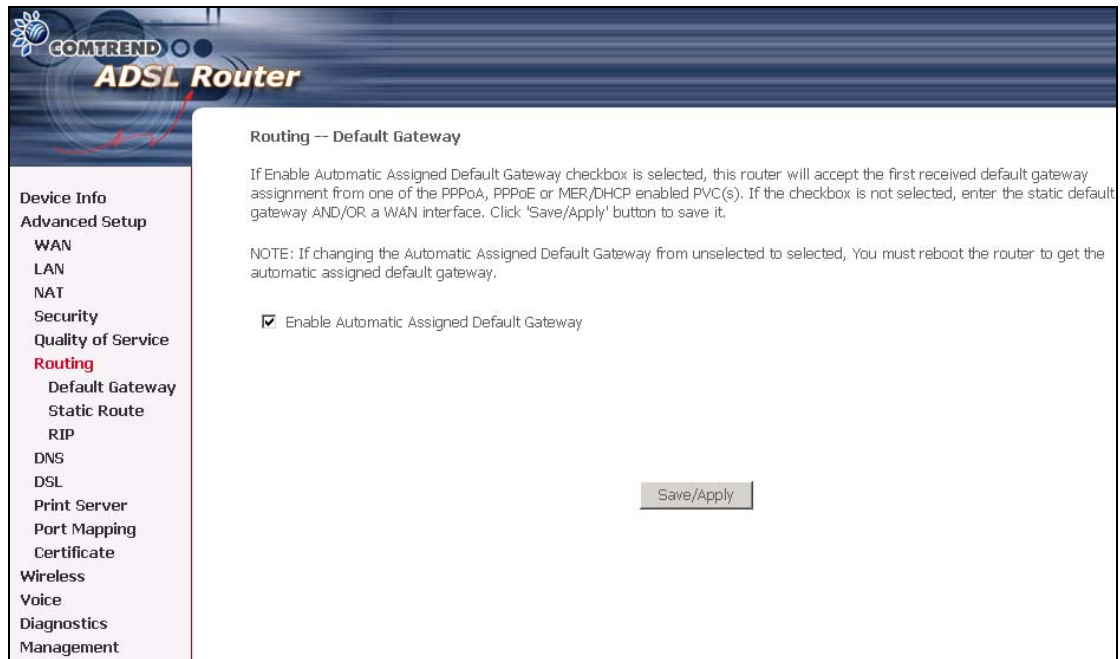 COMTREND
ADSL Router
Device Info
Advanced Setup
WAN
LAN
NAT
Security
Quality of Service
Routing
Default Gateway
Static Route
RIP
DNS
DSL
Print Server
Port Mapping
Certificate
Wireless
Voice
Diagnostics
Management
Routing -- Default Gateway
If Enable Automatic Assigned Default Gateway checkbox is selected, this router will accept the first received default gateway
assignment from one of the PPPoA, PPPoE or MER/DHCP enabled PVC(s). If the checkbox is not selected, enter the static default
gateway AND/OR a WAN interface. Click 'Save/Apply' button to save it.
NOTE: If changing the Automatic Assigned Default Gateway from unselected to selected, You must reboot the router to get the
automatic assigned default gateway.
Enable Automatic Assigned Default Gateway
Save/Apply